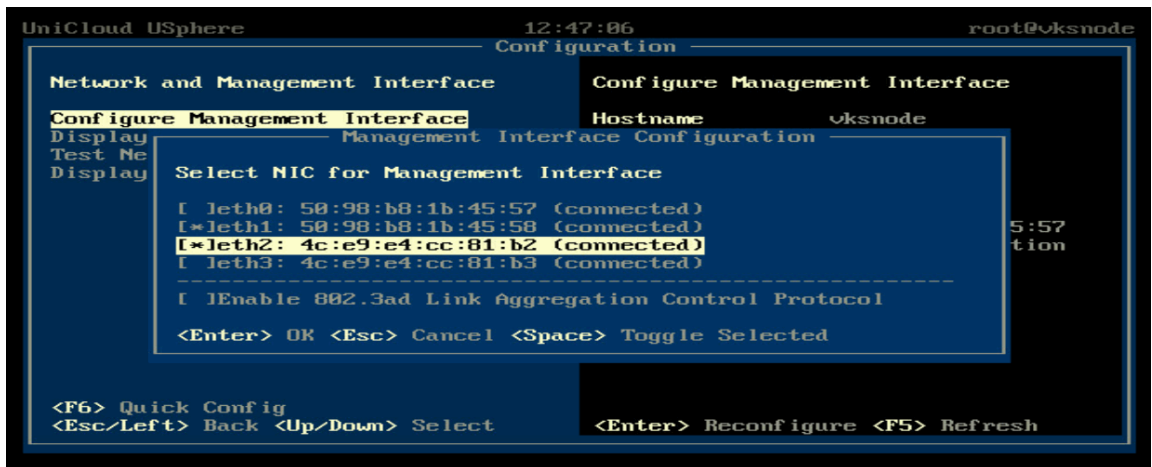 UniCloud USphere 12:47:06 root@vksnode
Configuration
Network and Management Interface Configure Management Interface
Configure Management Interface Hostname vksnode
Display Management Interface Configuration
Test Ne
Display Select NIC for Management Interface
[ ]eth0: 50:98:b8:1b:45:57 (connected)
[*]eth1: 50:98:b8:1b:45:58 (connected) 5:57
[*]eth2: 4c:e9:e4:cc:81:b2 (connected) tion
[ ]eth3: 4c:e9:e4:cc:81:b3 (connected)
[ ]Enable 802.3ad Link Aggregation Control Protocol
<Enter> OK <Esc> Cancel <Space> Toggle Selected
<F6> Quick Config
<Esc/Left> Back <Up/Down> Select <Enter> Reconfigure <F5> Refresh